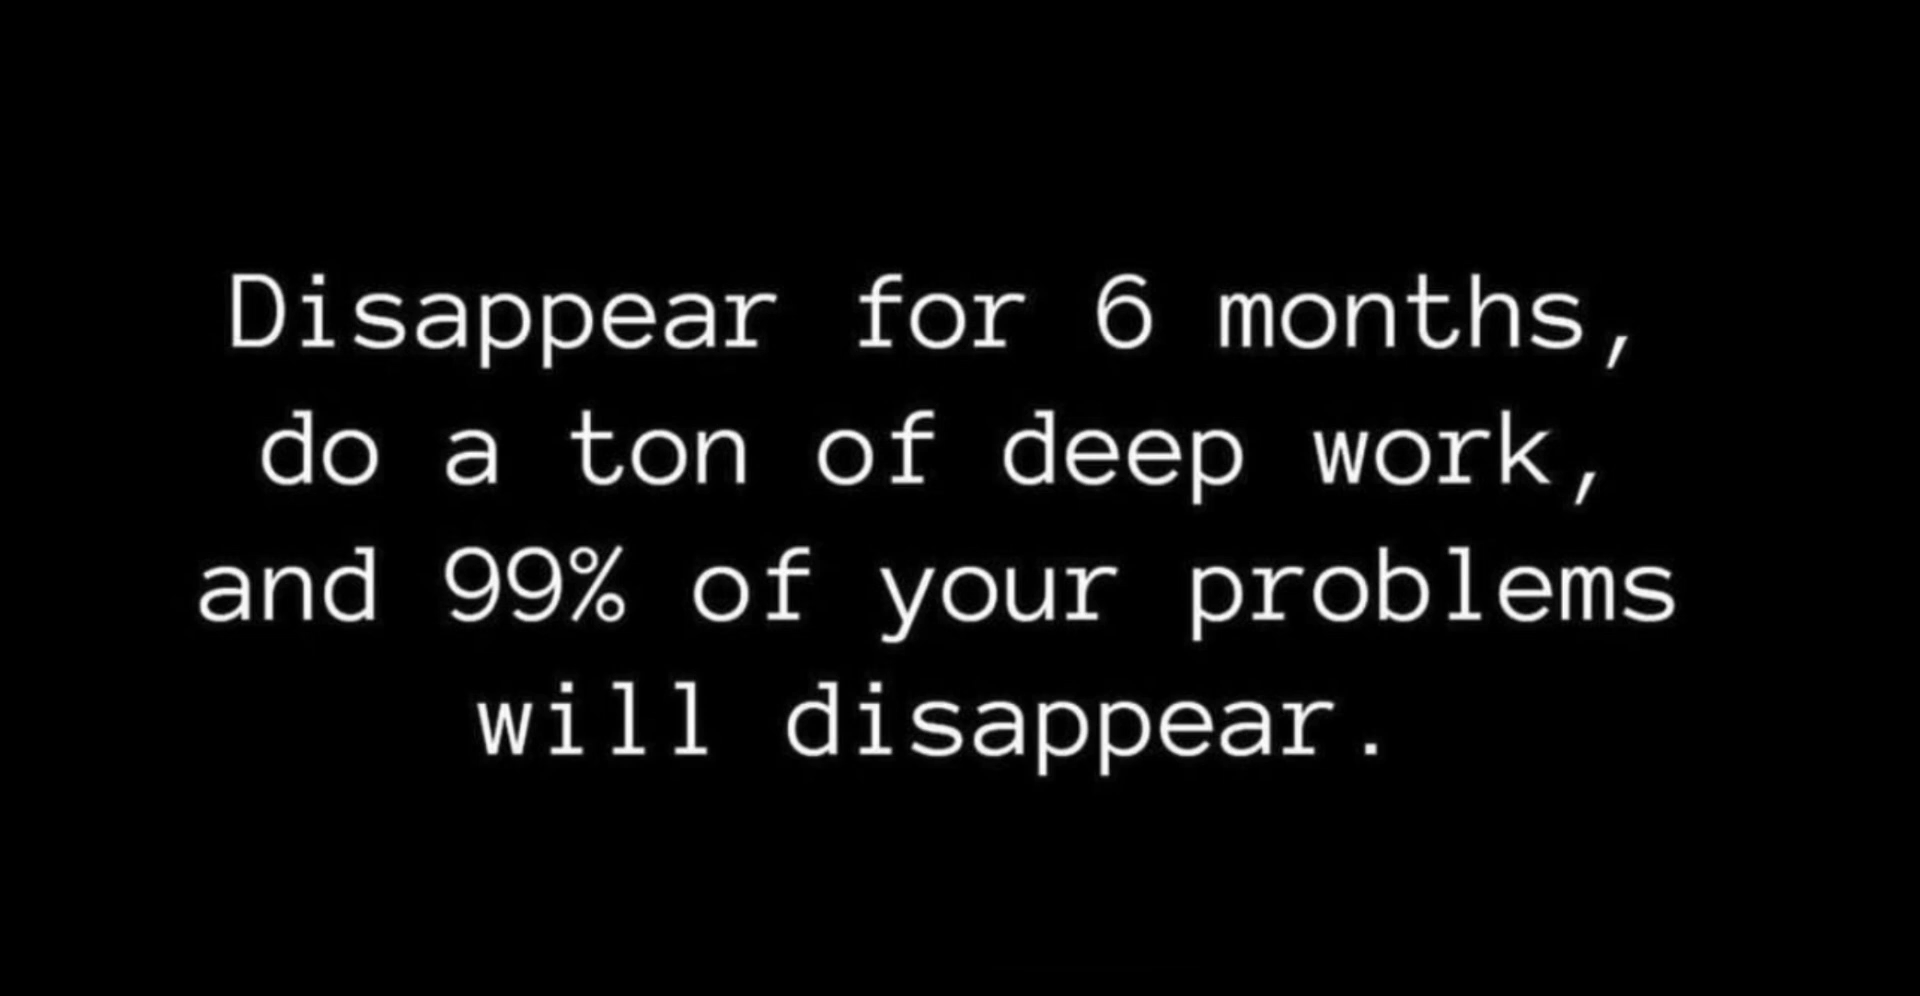 Disappear for 6 months,
do a ton of deep work,
and 99% of your problems
will disappear.